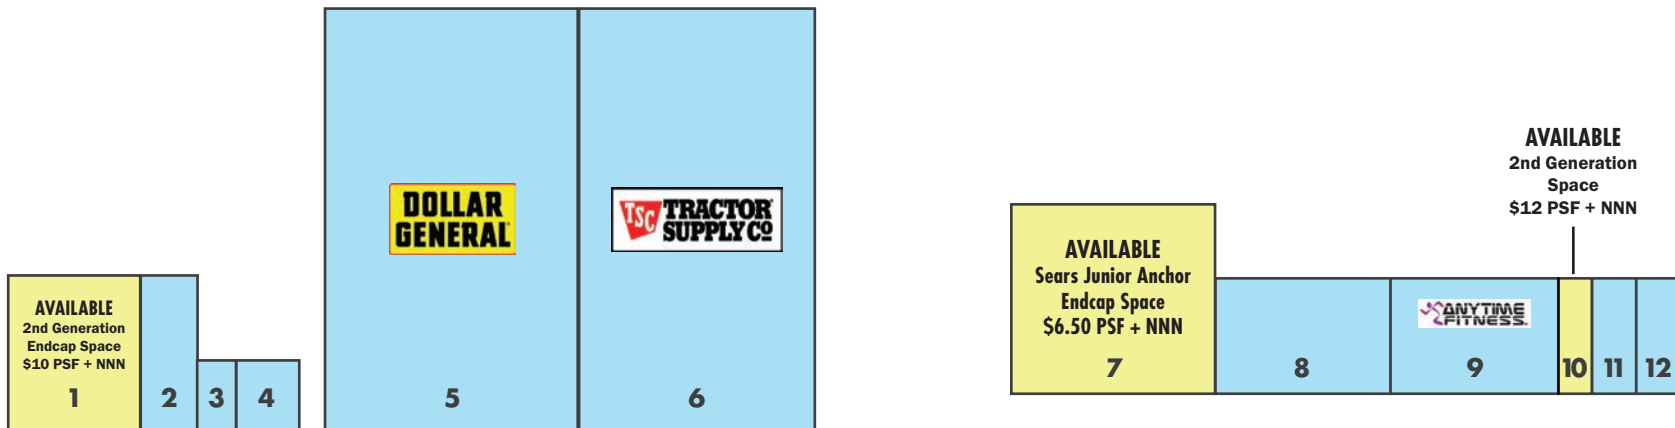 AVAILABLE
2nd Generation
Endcap Space
$10 PSF + NNN
1
2
3
4
DOLLAR
GENERAL
5
TSC TRACTOR
SUPPLY CO
6
AVAILABLE
Sears Junior Anchor
Endcap Space
$6.50 PSF + NNN
7
8
ANYTIME
FITNESS.
9
AVAILABLE
2nd Generation
Space
$12 PSF + NNN
10
11
12